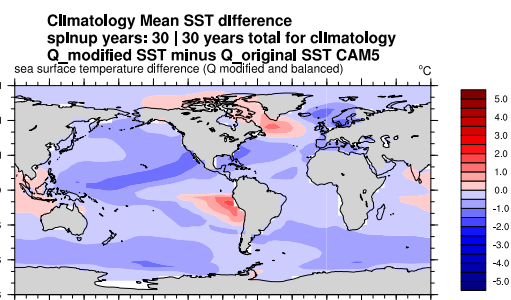 Climatology Mean SST difference
spinup years: 30 | 30 years total for climatology
Q_modified SST minus Q_original SST CAM5
sea surface temperature difference (Q modified and balanced)
°C
5.0
4.0
3.0
2.0
1.0
0.0
-1.0
-2.0
-3.0
-4.0
-5.0